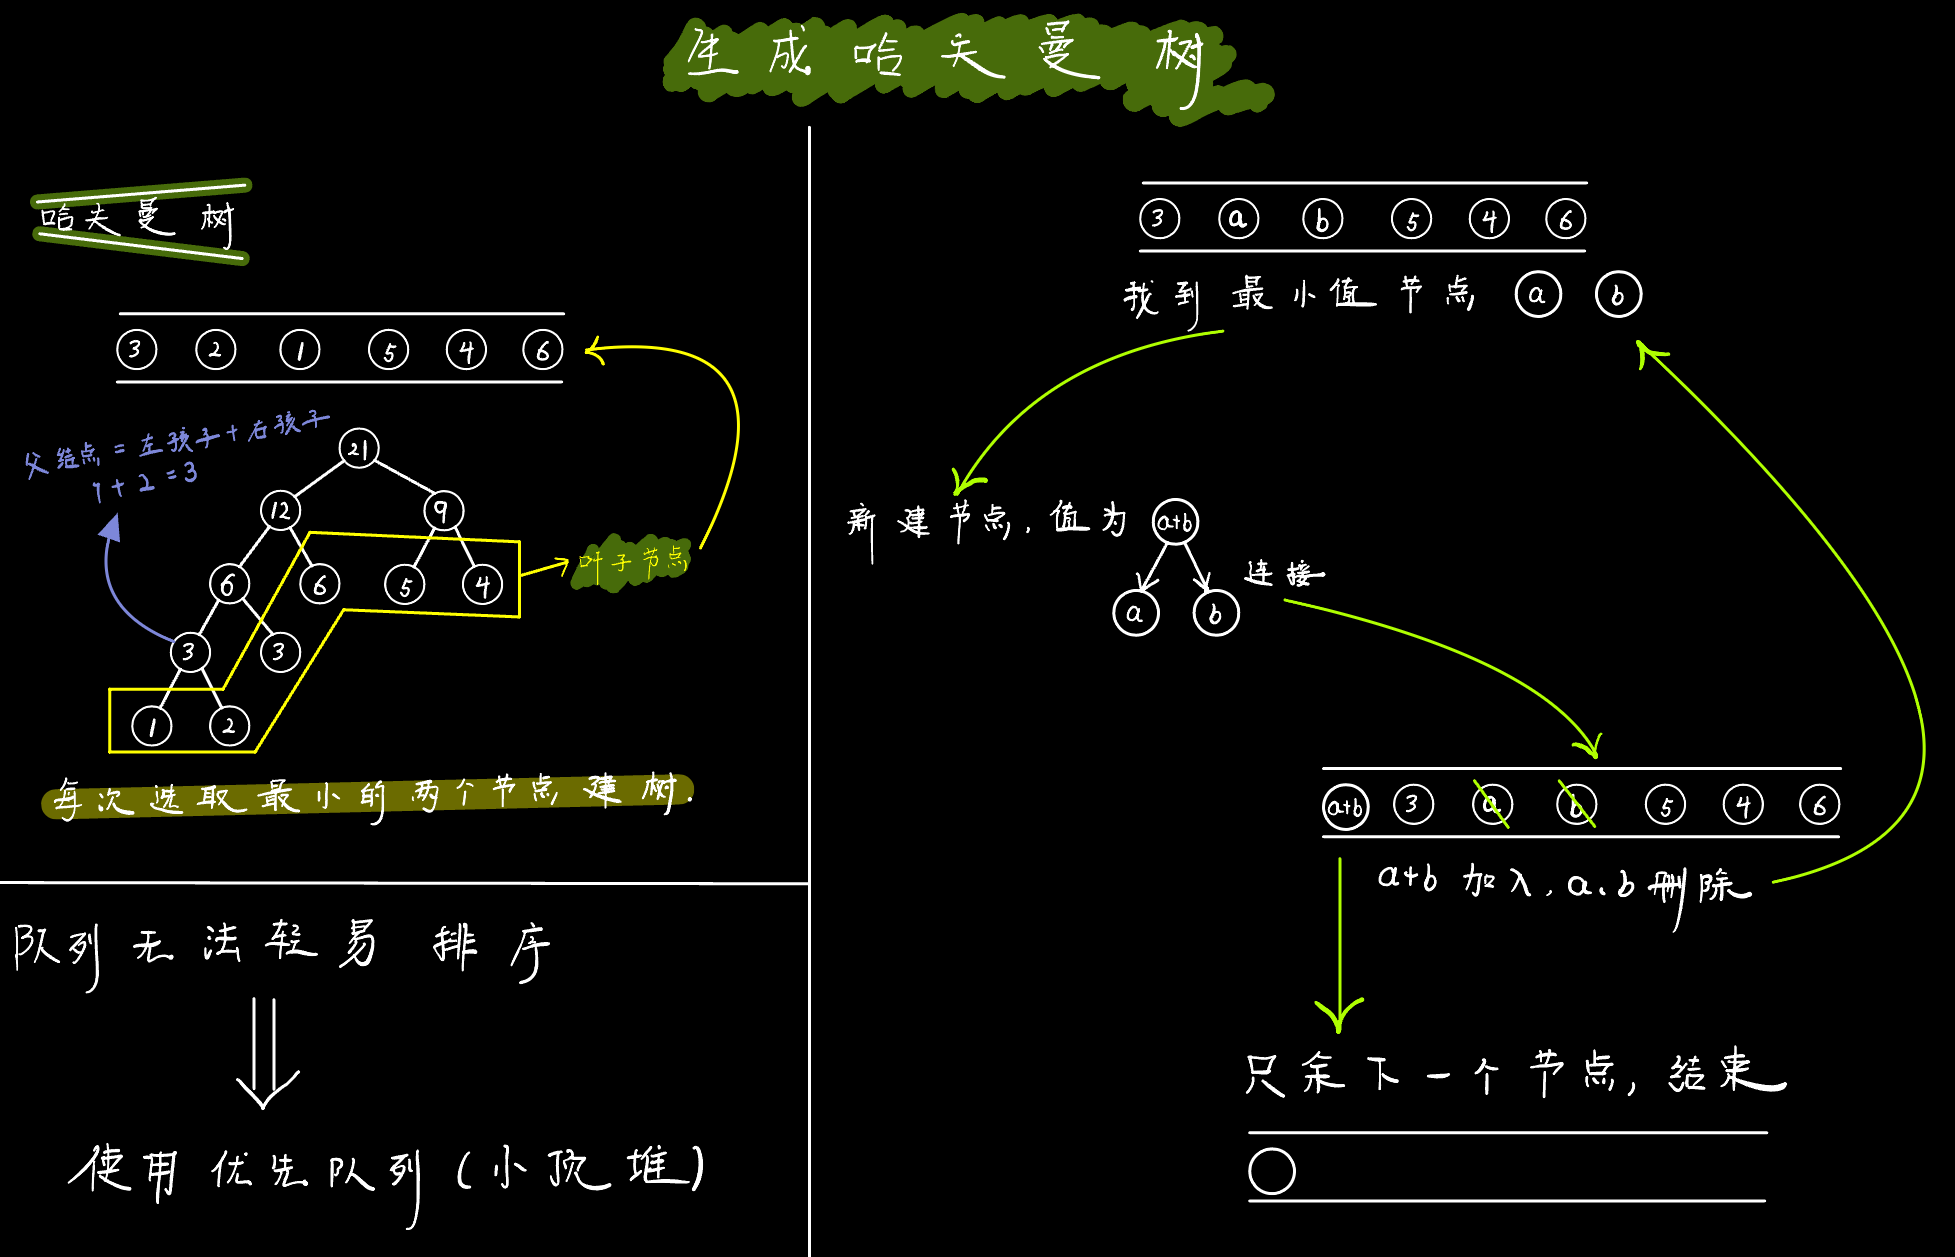 生成哈夫曼树
哈夫曼树
3 2 1 5 4 6
父结点=左孩子+右孩子
1+2=3
21
12 9
6 6 5 4
叶子节点
3 3
1 2
每次选取最小的两个节点建树.
队列无法轻易排序
使用优先队列(小顶堆)
3 a b 5 4 6
找到最小值节点 a b
新建节点,值为 a+b
连接
a b
a+b 3 a b 5 4 6
a+b加入,a、b删除
只余下一个节点,结束